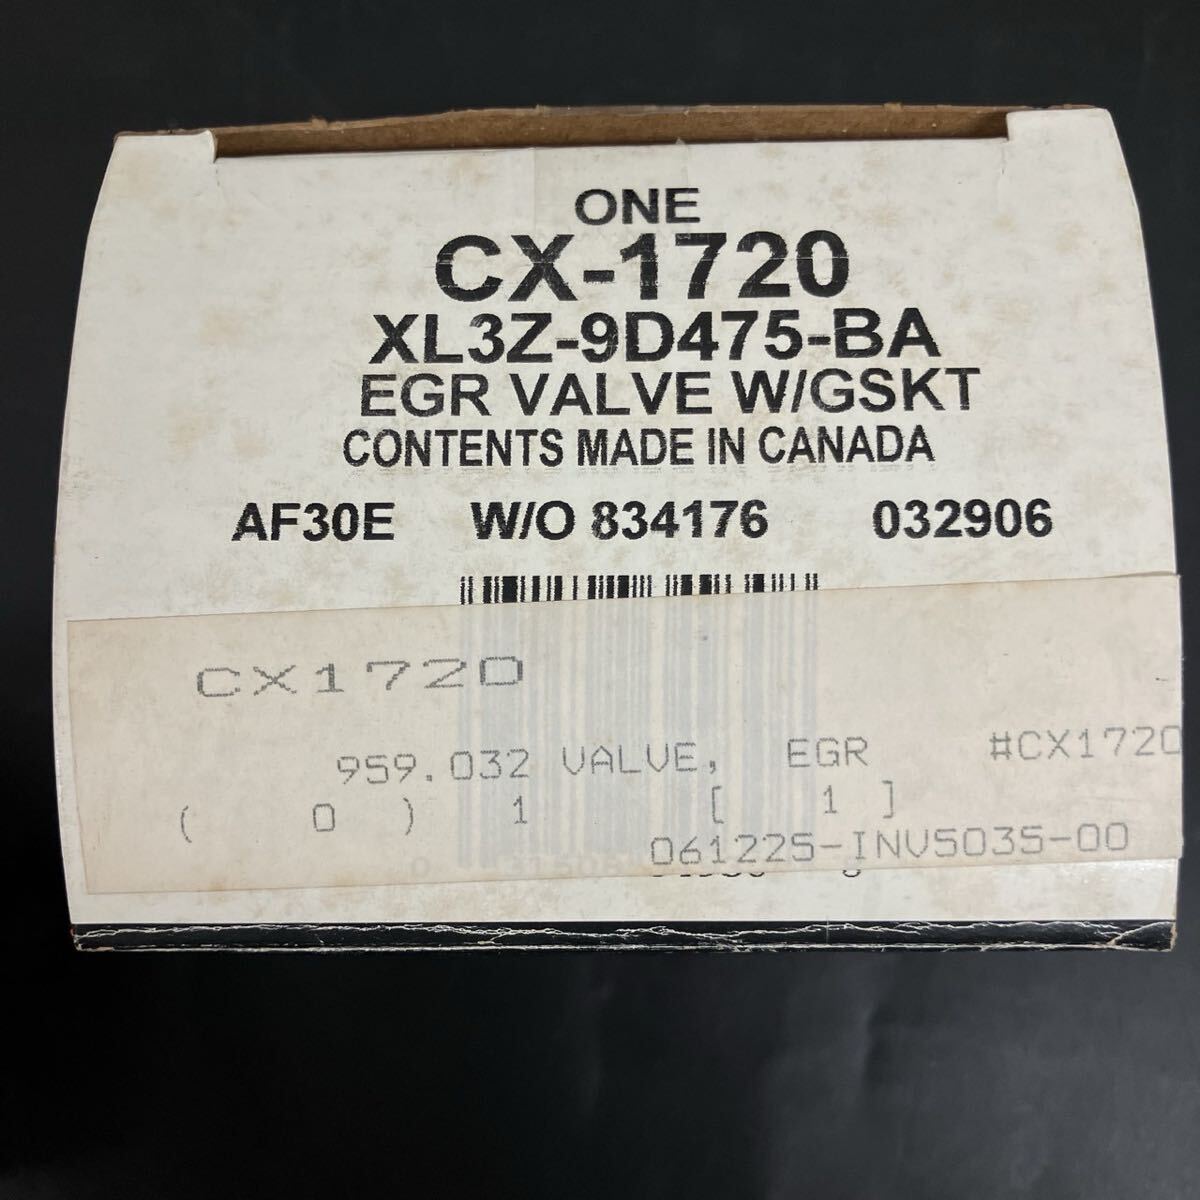 ONE
CX-1720
XL3Z-9D475-BA
EGR VALVE W/GSKT
CONTENTS MADE IN CANADA
AF30E W/O 834176 032906
CX1720
959.032 VALVE, EGR #CX1720
( 0 ) 1 [ 1 ]
061225-INV5035-00